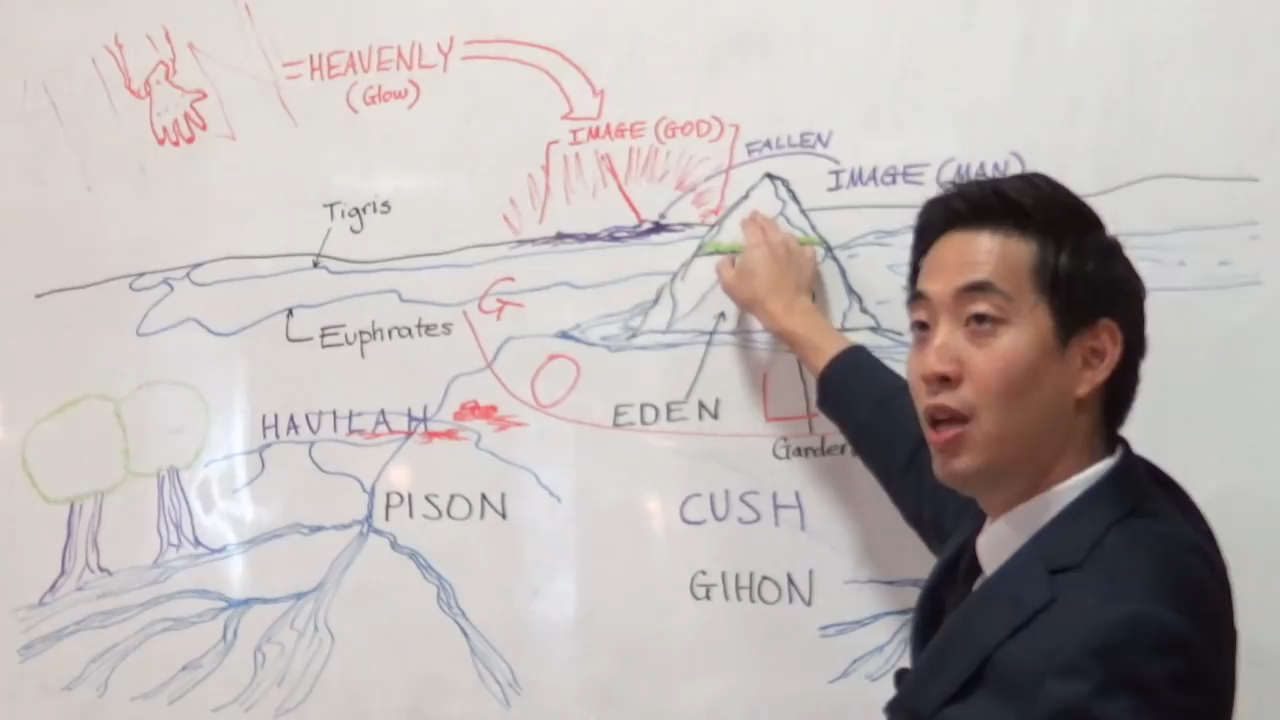 = HEAVENLY
(Glow)
IMAGE (GOD)
FALLEN
IMAGE (MAN)
Tigris
G
Euphrates
O
EDEN
HAVILAH
Garden
PISON
CUSH
GIHON